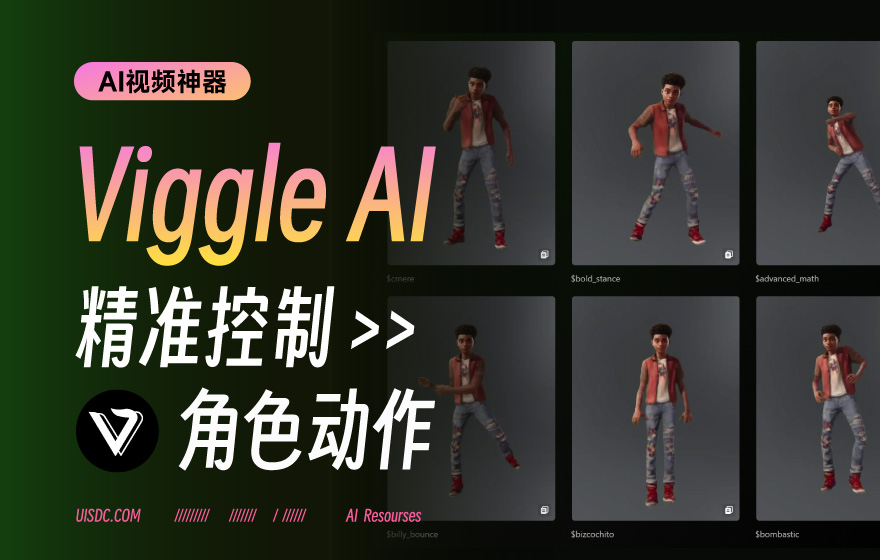 AI视频神器
Viggle AI
精准控制 >>
角色动作
UISDC.COM ///////// /////// / ////// AI Resourses
$cmere
$bold_stance
$advanced_math
$billy_bounce
$bizcochito
$bombastic